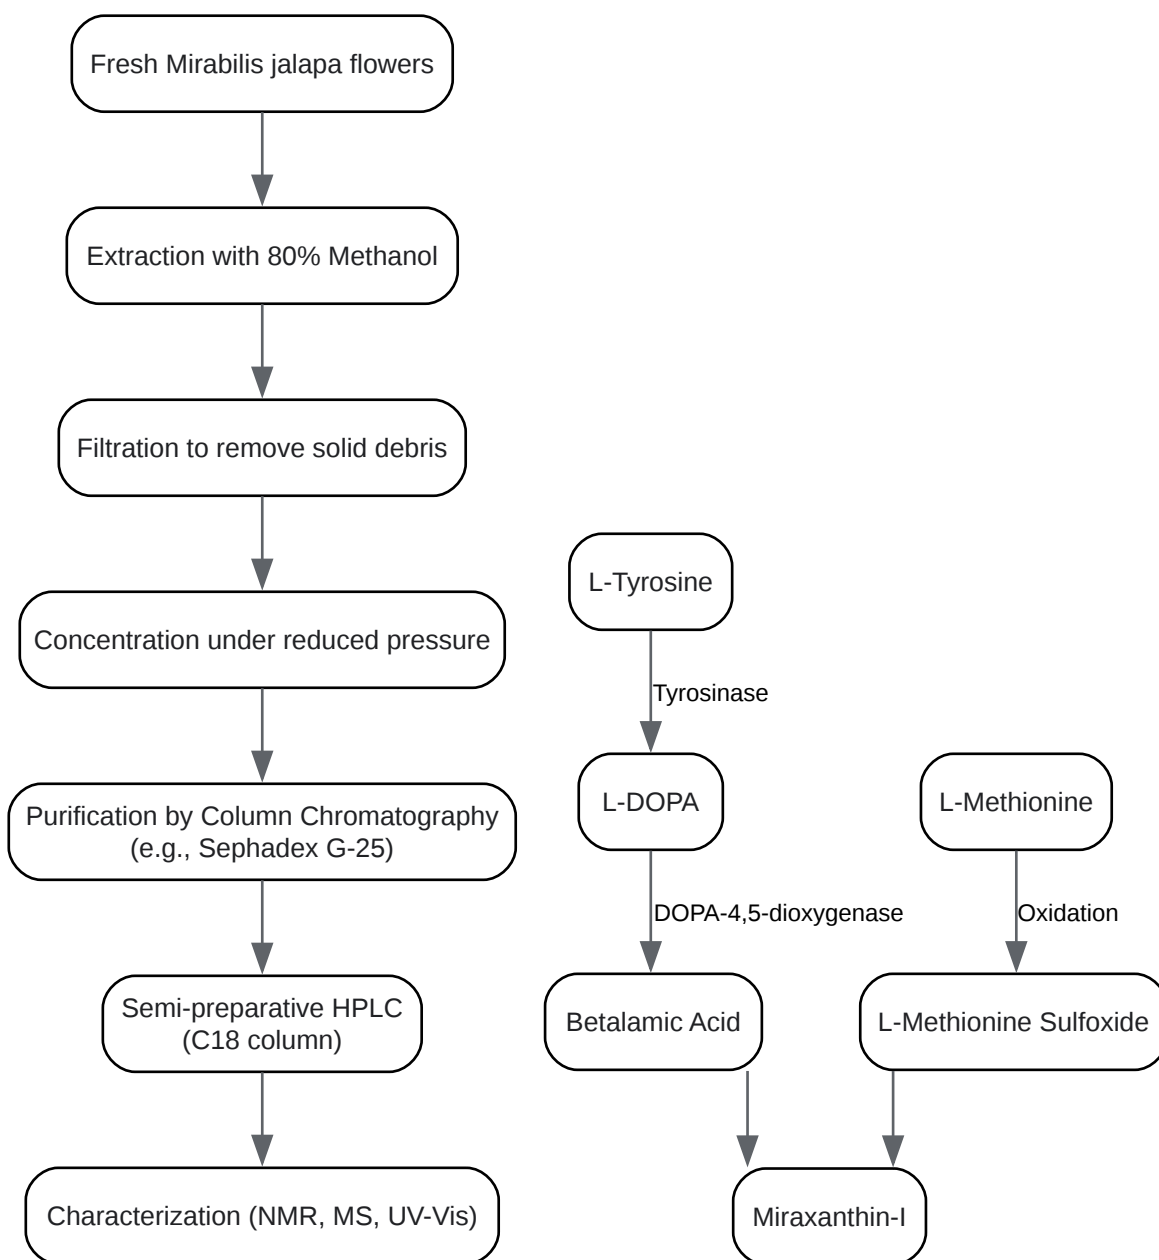 Fresh Mirabilis jalapa flowers
Extraction with 80% Methanol
Filtration to remove solid debris
Concentration under reduced pressure
Purification by Column Chromatography
(e.g., Sephadex G-25)
Semi-preparative HPLC
(C18 column)
Characterization (NMR, MS, UV-Vis)
L-Tyrosine
Tyrosinase
L-DOPA
DOPA-4,5-dioxygenase
Betalamic Acid
L-Methionine
Oxidation
L-Methionine Sulfoxide
Miraxanthin-I